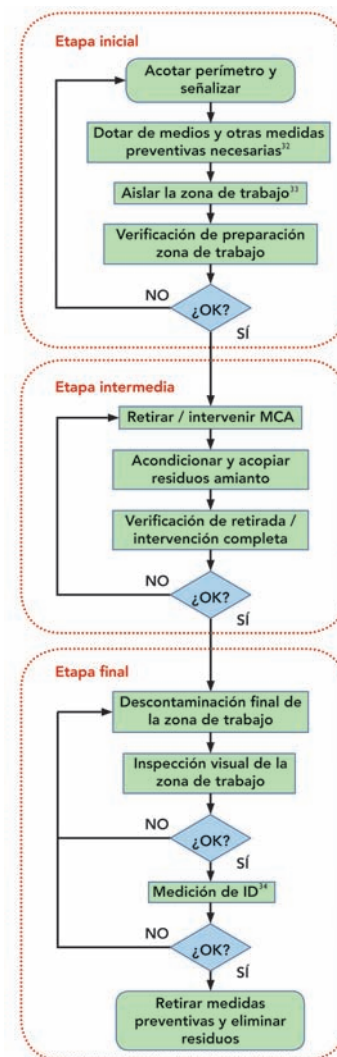 Etapa inicial
Acotar perímetro y
señalizar
Dotar de medios y otras medidas
preventivas necesarias³²
Aislar la zona de trabajo³³
Verificación de preparación
zona de trabajo
NO
¿OK?
SÍ
Etapa intermedia
Retirar / intervenir MCA
Acondicionar y acopiar
residuos amianto
Verificación de retirada /
intervención completa
NO
¿OK?
SÍ
Etapa final
Descontaminación final de
la zona de trabajo
Inspección visual de la
zona de trabajo
NO
¿OK?
SÍ
Medición de ID³⁴
NO
¿OK?
SÍ
Retirar medidas
preventivas y eliminar
residuos